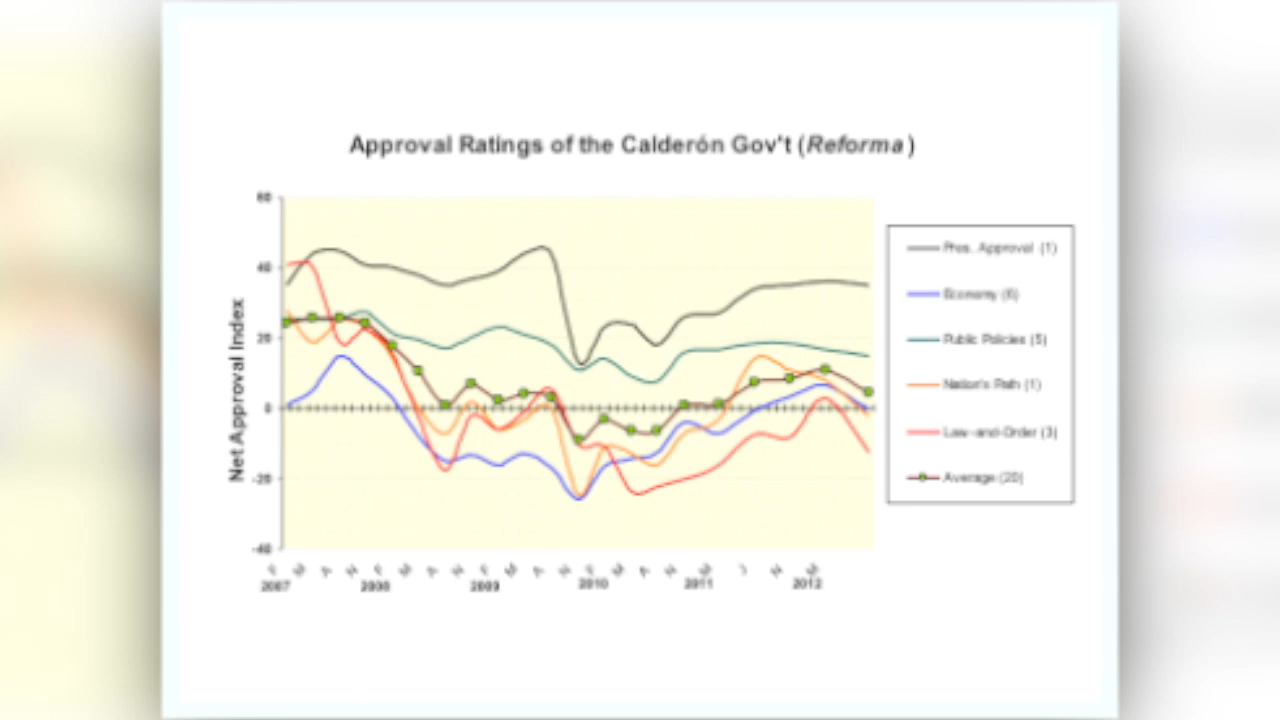 Approval Ratings of the Calderón Gov't (Reforma)
Net Approval Index
60
40
20
0
-20
-40
F M A N F M A N F M A N F M A N M J N M
2007 2008 2009 2010 2011 2012
Pres. Approval (1)
Economy (6)
Public Policies (5)
Nation's Path (1)
Law-and-Order (3)
Average (20)